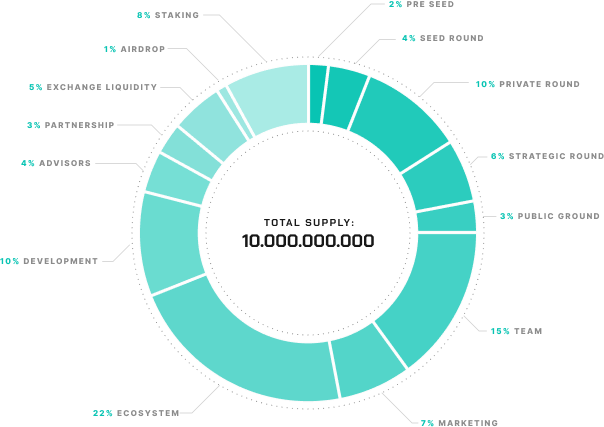 2% PRE SEED
8% STAKING
4% SEED ROUND
1% AIRDROP
10% PRIVATE ROUND
5% EXCHANGE LIQUIDITY
3% PARTNERSHIP
6% STRATEGIC ROUND
4% ADVISORS
3% PUBLIC GROUND
TOTAL SUPPLY:
10.000.000.000
10% DEVELOPMENT
15% TEAM
22% ECOSYSTEM
7% MARKETING